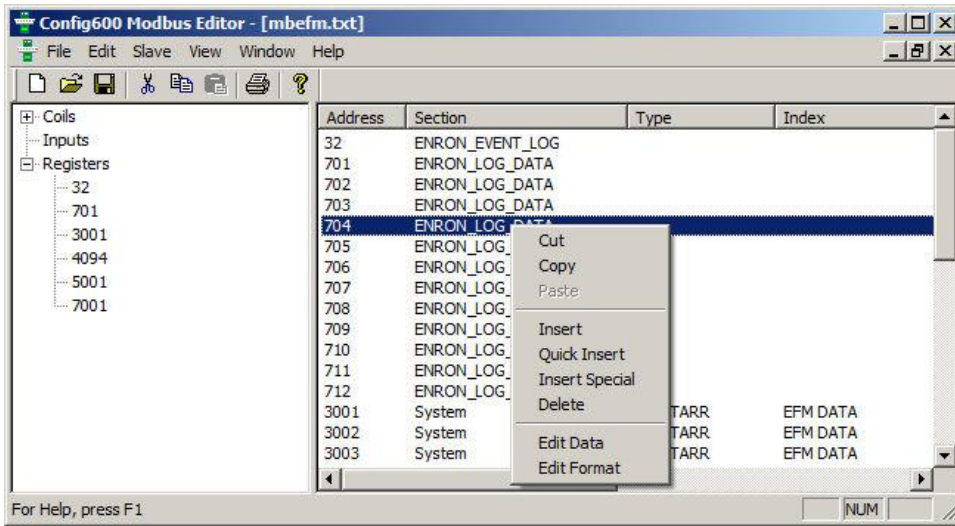 Config600 Modbus Editor - [mbefm.txt]
File Edit Slave View Window Help
Coils
Inputs
Registers
32
701
3001
4094
5001
7001
Address Section Type Index
32 ENRON_EVENT_LOG
701 ENRON_LOG_DATA
702 ENRON_LOG_DATA
703 ENRON_LOG_DATA
704 ENRON_LOG_DATA
705 ENRON_LOG_
706 ENRON_LOG_
707 ENRON_LOG_
708 ENRON_LOG_
709 ENRON_LOG_
710 ENRON_LOG_
711 ENRON_LOG_
712 ENRON_LOG_
3001 System TARR EFM DATA
3002 System TARR EFM DATA
3003 System TARR EFM DATA
Cut
Copy
Paste
Insert
Quick Insert
Insert Special
Delete
Edit Data
Edit Format
For Help, press F1
NUM